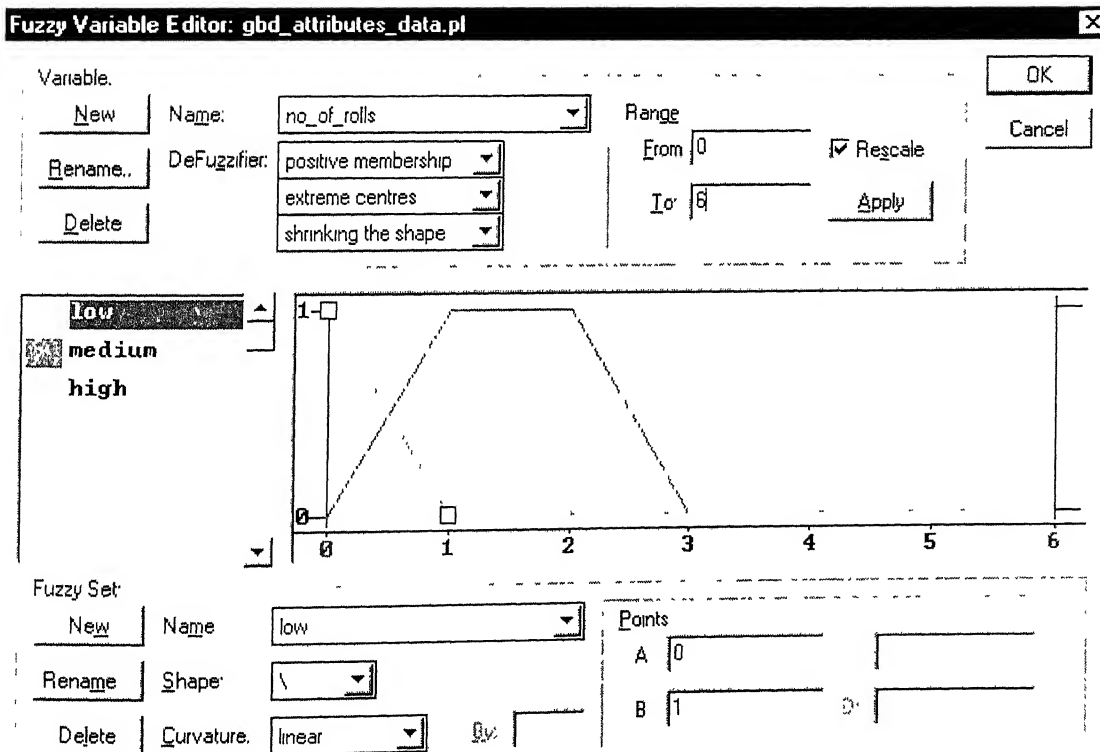 Fuzzy Variable Editor: gbd_attributes_data.pl
Variable.
New
Name:
no_of_rolls
Rename..
DeFuzzifier:
positive membership
extreme centres
shrinking the shape
Delete
Range
From 0
To: 6
Rescale
Apply
OK
Cancel
low
medium
high
1
0
0 1 2 3 4 5 6
Fuzzy Set:
New
Name
low
Rename
Shape:
\
Delete
Curvature.
linear
By:
Points
A 0
B 1
D: